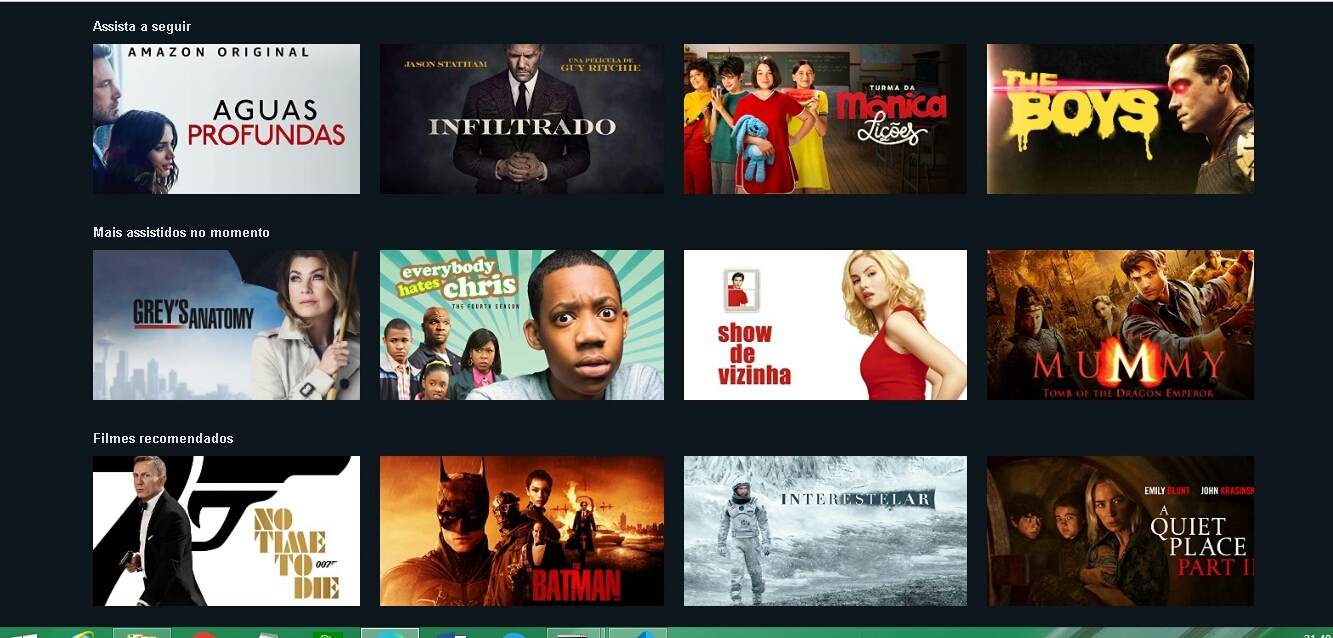 Assista a seguir
AMAZON ORIGINAL
AGUAS
PROFUNDAS
JASON STATHAM
UNA PELÍCULA DE
GUY RITCHIE
INFILTRADO
TURMA DA
Mônica
Lições
THE
BOYS
Mais assistidos no momento
GREY'S ANATOMY
everybody
hates chris
THE FOURTH SEASON
show
de
vizinha
MUMMY
TOMB OF THE DRAGON EMPEROR
Filmes recomendados
NO
TIME
TO
DIE
007
THE
BATMAN
INTERESTELAR
EMILY BLUNT JOHN KRASINSK
A
QUIET
PLACE
PART II